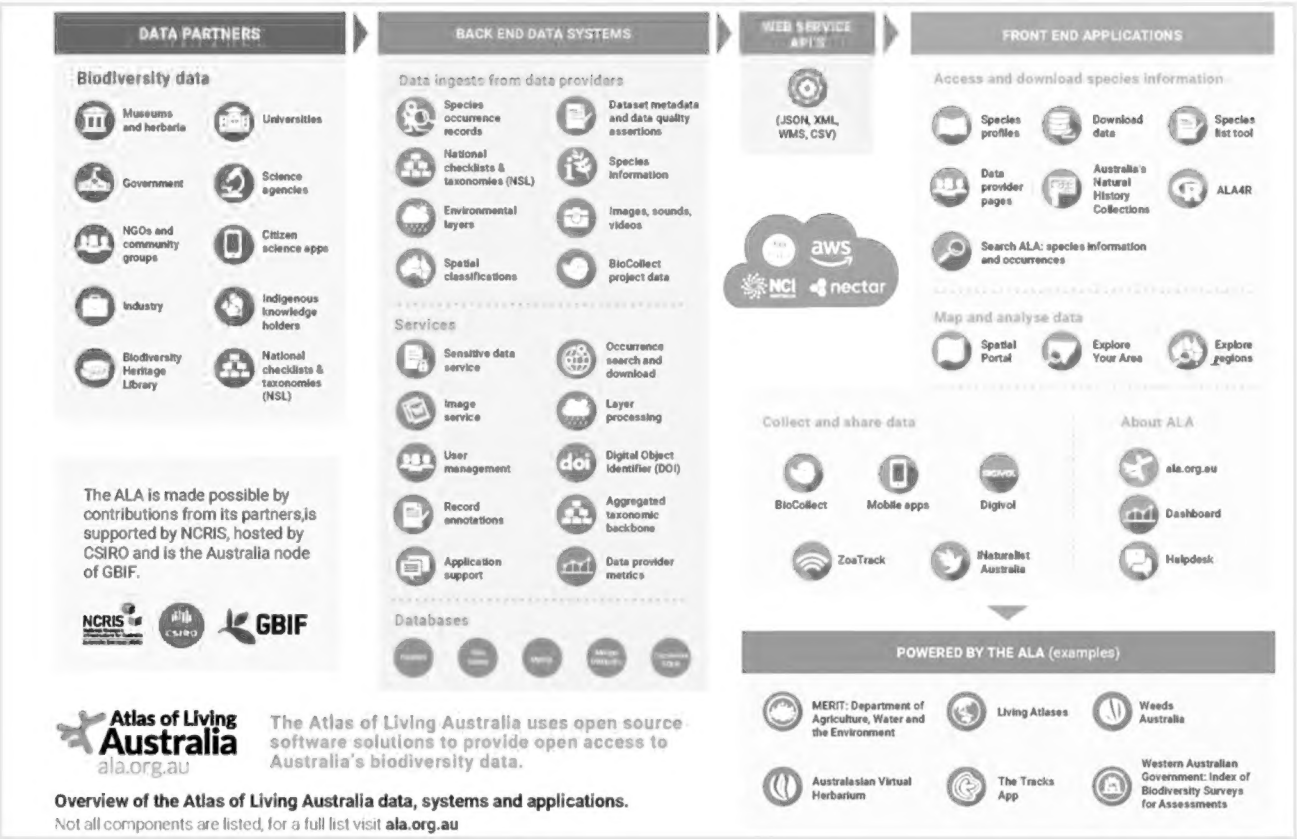 DATA PARTNERS
Biodiversity data
Museums
and herbaria
Universities
Government
Science
agencies
NGOs and
community
groups
Citizen
science apps
Industry
Indigenous
knowledge
holders
Biodiversity
Heritage
Library
National
checklists &
taxonomies
(NSL)
The ALA is made possible by
contributions from its partners,is
supported by NCRIS, hosted by
CSIRO and is the Australia node
of GBIF.
NCRIS
CSIRO
GBIF
BACK END DATA SYSTEMS
Data ingests from data providers
Species
occurrence
records
Dataset metadata
and data quality
assertions
National
checklists &
taxonomies (NSL)
Species
information
Environmental
layers
Images, sounds,
videos
Spatial
classifications
BioCollect
project data
Services
Sensitive data
service
Occurrence
search and
download
Image
service
Layer
processing
User
management
doi
Digital Object
Identifier (DOI)
Record
annotations
Aggregated
taxonomic
backbone
Application
support
Data provider
metrics
Databases
WEB SERVICE
API'S
(JSON, XML,
WMS, CSV)
aws
NCI
nectar
FRONT END APPLICATIONS
Access and download species information
Species
profiles
Download
data
Species
list tool
Data
provider
pages
Australia's
Natural
History
Collections
R
ALA4R
Search ALA: species information
and occurrences
Map and analyse data
Spatial
Portal
Explore
Your Area
Explore
regions
Collect and share data
BioCollect
Mobile apps
DIGIVOL
Digivol
ZoaTrack
iNaturalist
Australia
About ALA
ala.org.au
Dashboard
Helpdesk
POWERED BY THE ALA (examples)
MERIT: Department of
Agriculture, Water and
the Environment
Living Atlases
Weeds
Australia
Australasian Virtual
Herbarium
The Tracks
App
Western Australian
Government: Index of
Biodiversity Surveys
for Assessments
Atlas of Living
Australia
ala.org.au
The Atlas of Living Australia uses open source
software solutions to provide open access to
Australia's biodiversity data.
Overview of the Atlas of Living Australia data, systems and applications.
Not all components are listed, for a full list visit ala.org.au